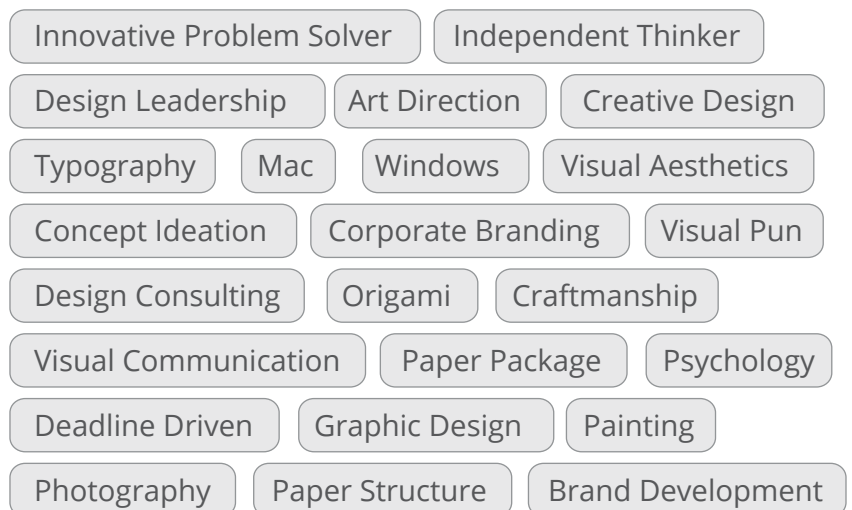 Innovative Problem Solver Independent Thinker
Design Leadership Art Direction Creative Design
Typography Mac Windows Visual Aesthetics
Concept Ideation Corporate Branding Visual Pun
Design Consulting Origami Craftmanship
Visual Communication Paper Package Psychology
Deadline Driven Graphic Design Painting
Photography Paper Structure Brand Development